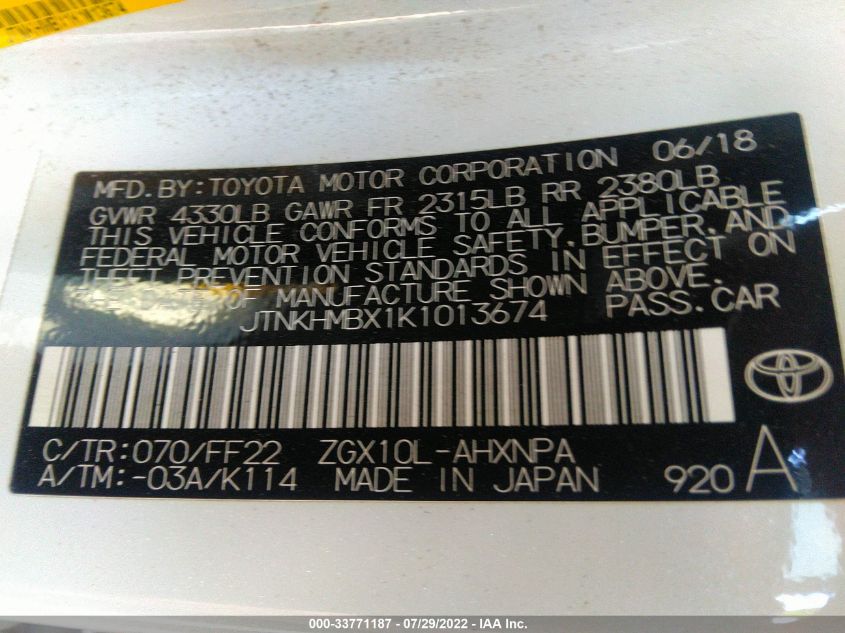 MFD. BY: TOYOTA MOTOR CORPORATION 06/18
GVWR 4330LB GAWR FR 2315LB RR 2380LB
THIS VEHICLE CONFORMS TO ALL APPLICABLE
FEDERAL MOTOR VEHICLE SAFETY, BUMPER, AND
THEFT PREVENTION STANDARDS IN EFFECT ON
OF MANUFACTURE SHOWN ABOVE.
JTNKHMBX1K1013674 PASS. CAR
C/TR: 070/FF22 ZGX10L-AHXNPA
A/TM: -03A/K114 MADE IN JAPAN 920 A
000-33771187 - 07/29/2022 - IAA Inc.